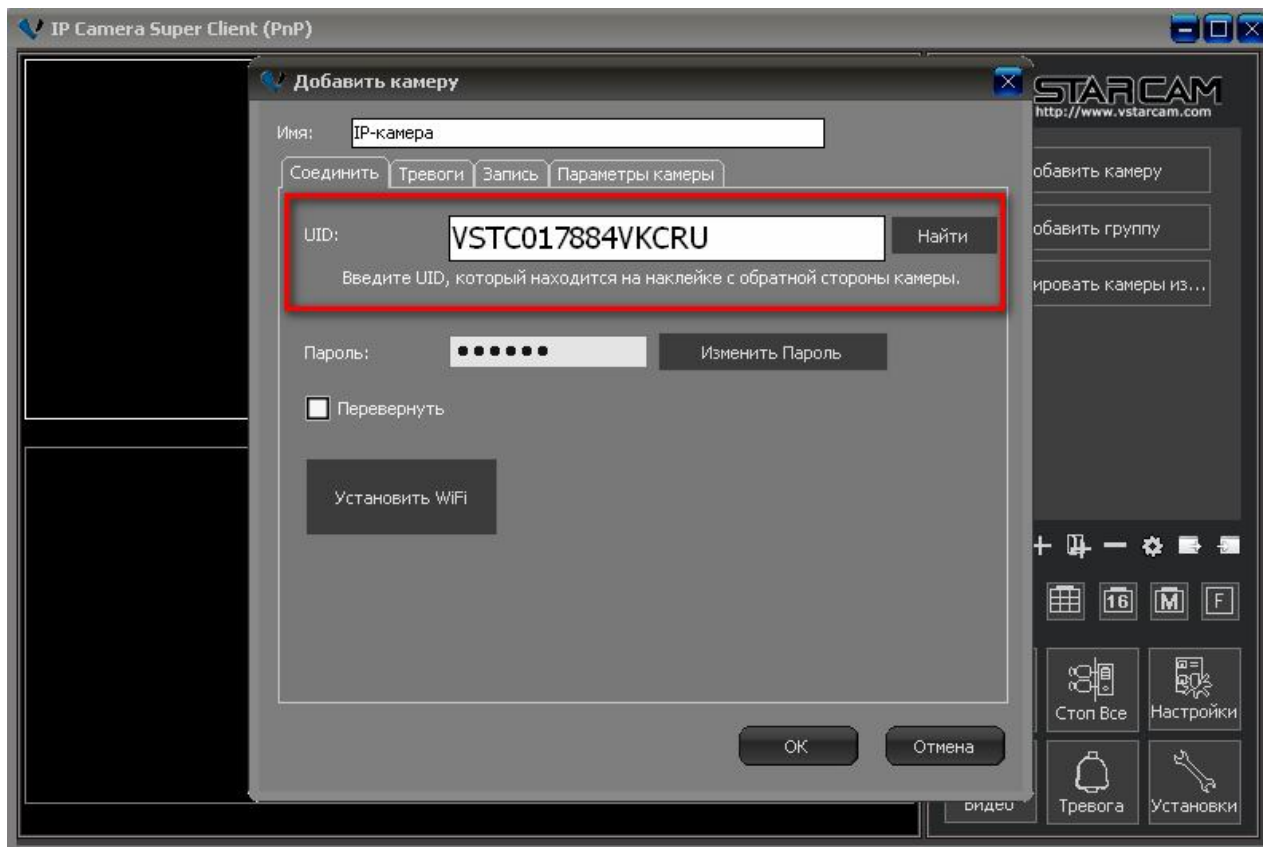 IP Camera Super Client (PnP)
Добавить камеру
Имя: IP-камера
Соединить Тревоги Запись Параметры камеры
UID: VSTC017884VKCRU Найти
Введите UID, который находится на наклейке с обратной стороны камеры.
Пароль: •••••• Изменить Пароль
Перевернуть
Установить WiFi
ОК Отмена
STARCAM
http://www.vstarcam.com
обавить камеру
обавить группу
ировать камеры из...
16 M F
Стоп Все Настройки
Видео Тревога Установки